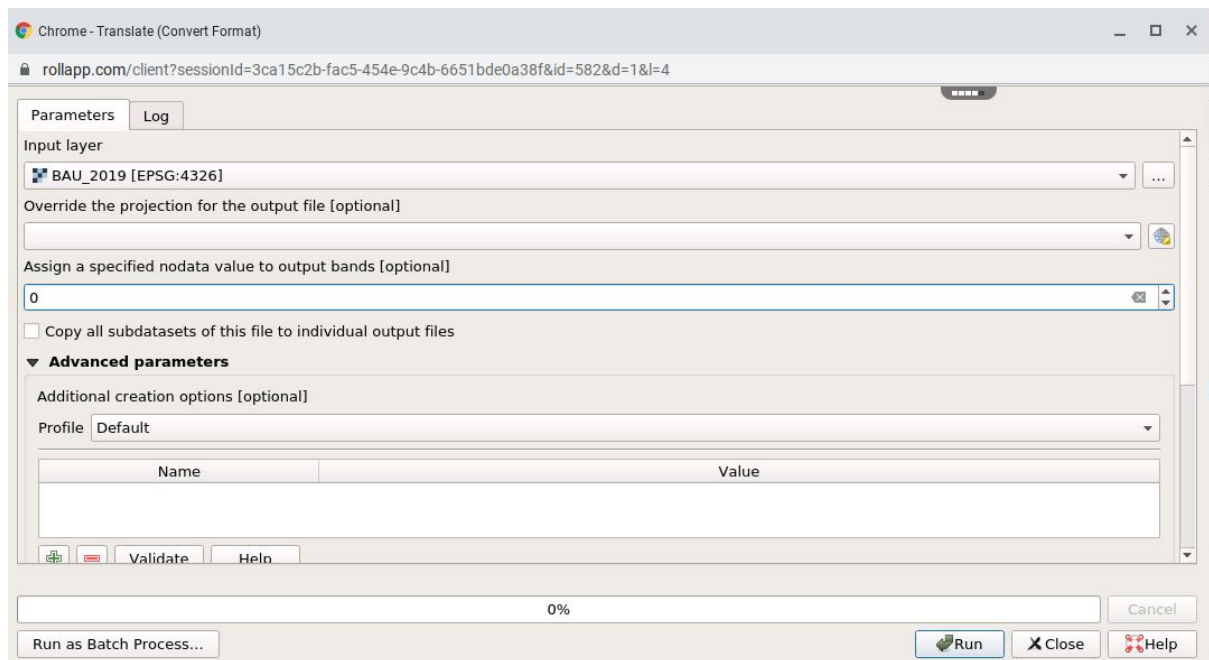 Chrome - Translate (Convert Format)
rollapp.com/client?sessionId=3ca15c2b-fac5-454e-9c4b-6651bde0a38f&id=582&d=1&l=4
Parameters Log
Input layer
BAU_2019 [EPSG:4326] ...
Override the projection for the output file [optional]
Assign a specified nodata value to output bands [optional]
0
Copy all subdatasets of this file to individual output files
Advanced parameters
Additional creation options [optional]
Profile Default
Name Value
Validate Help
0% Cancel
Run as Batch Process... Run Close Help